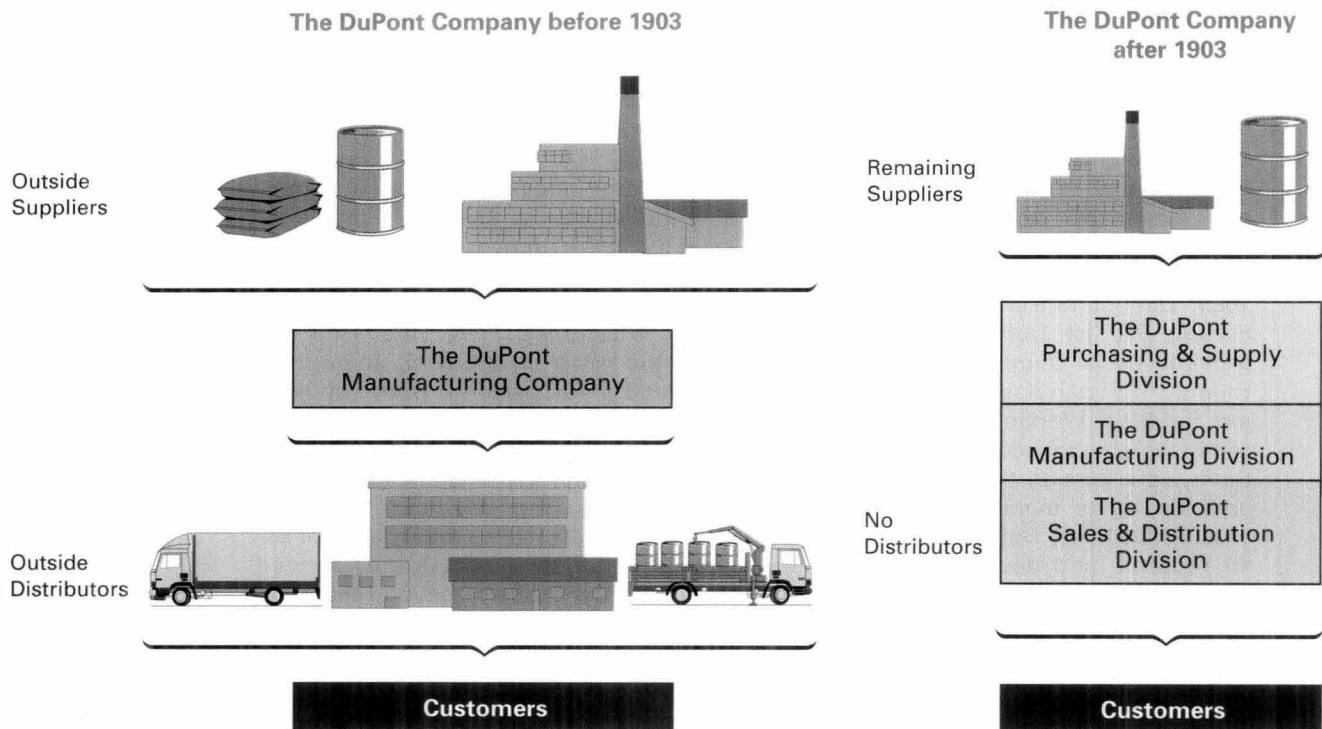 The DuPont Company before 1903
Outside
Suppliers
The DuPont
Manufacturing Company
Outside
Distributors
Customers
The DuPont Company
after 1903
Remaining
Suppliers
The DuPont
Purchasing & Supply
Division
The DuPont
Manufacturing Division
No
Distributors
The DuPont
Sales & Distribution
Division
Customers